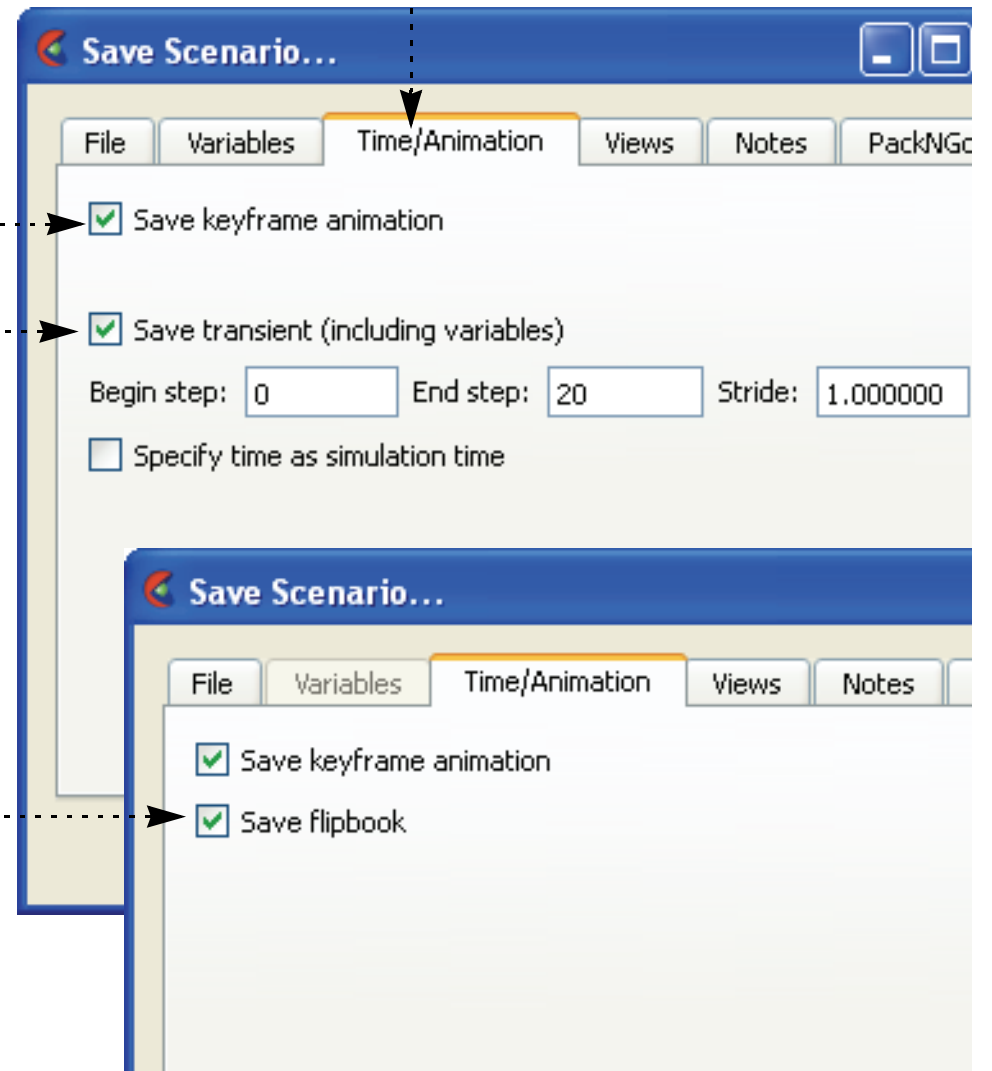 Save Scenario...
File Variables Time/Animation Views Notes PackNGo
Save keyframe animation
Save transient (including variables)
Begin step: 0 End step: 20 Stride: 1.000000
Specify time as simulation time
Save Scenario...
File Variables Time/Animation Views Notes
Save keyframe animation
Save flipbook